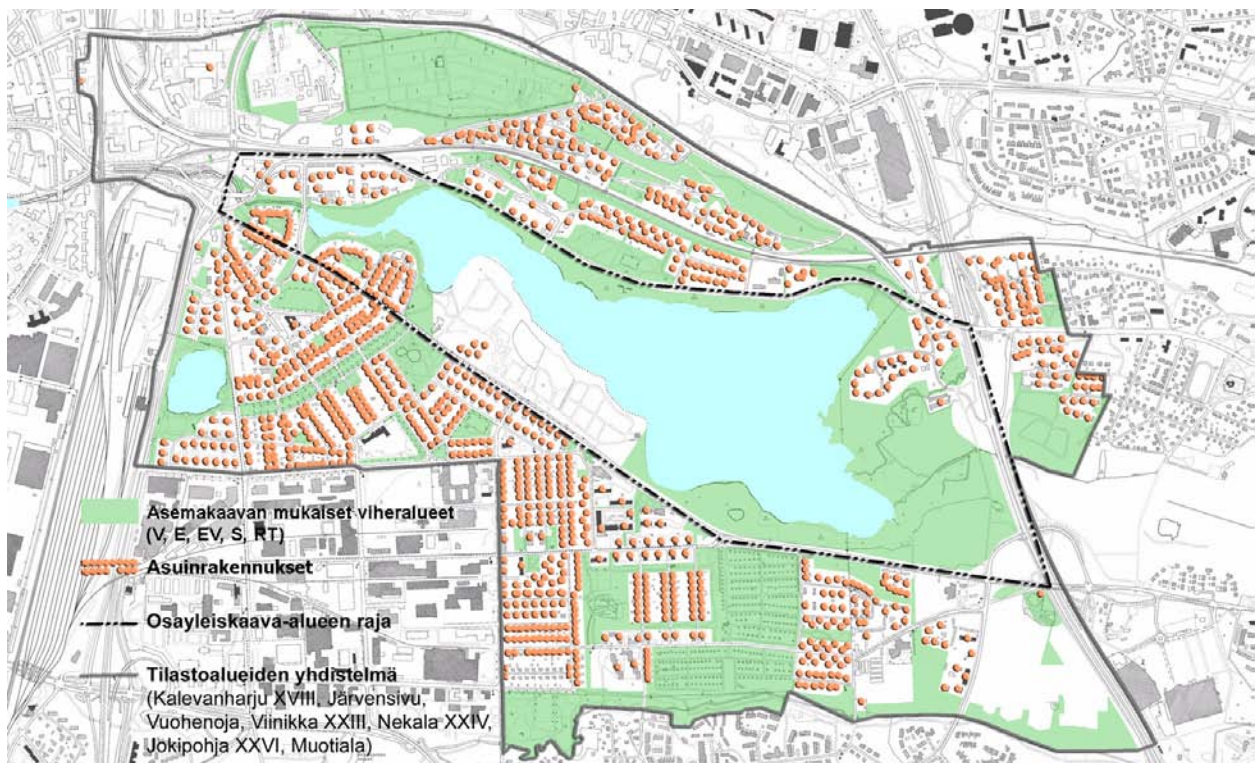 Asemakaavan mukaiset viheralueet
(V, E, EV, S, RT)
Asuinrakennukset
Osayleiskaava-alueen raja
Tilastoalueiden yhdistelmä
(Kalevanharju XVIII, Järvensivu,
Vuohenoja, Viinikka XXIII, Nekala XXIV,
Jokipohja XXVI, Muotiala)